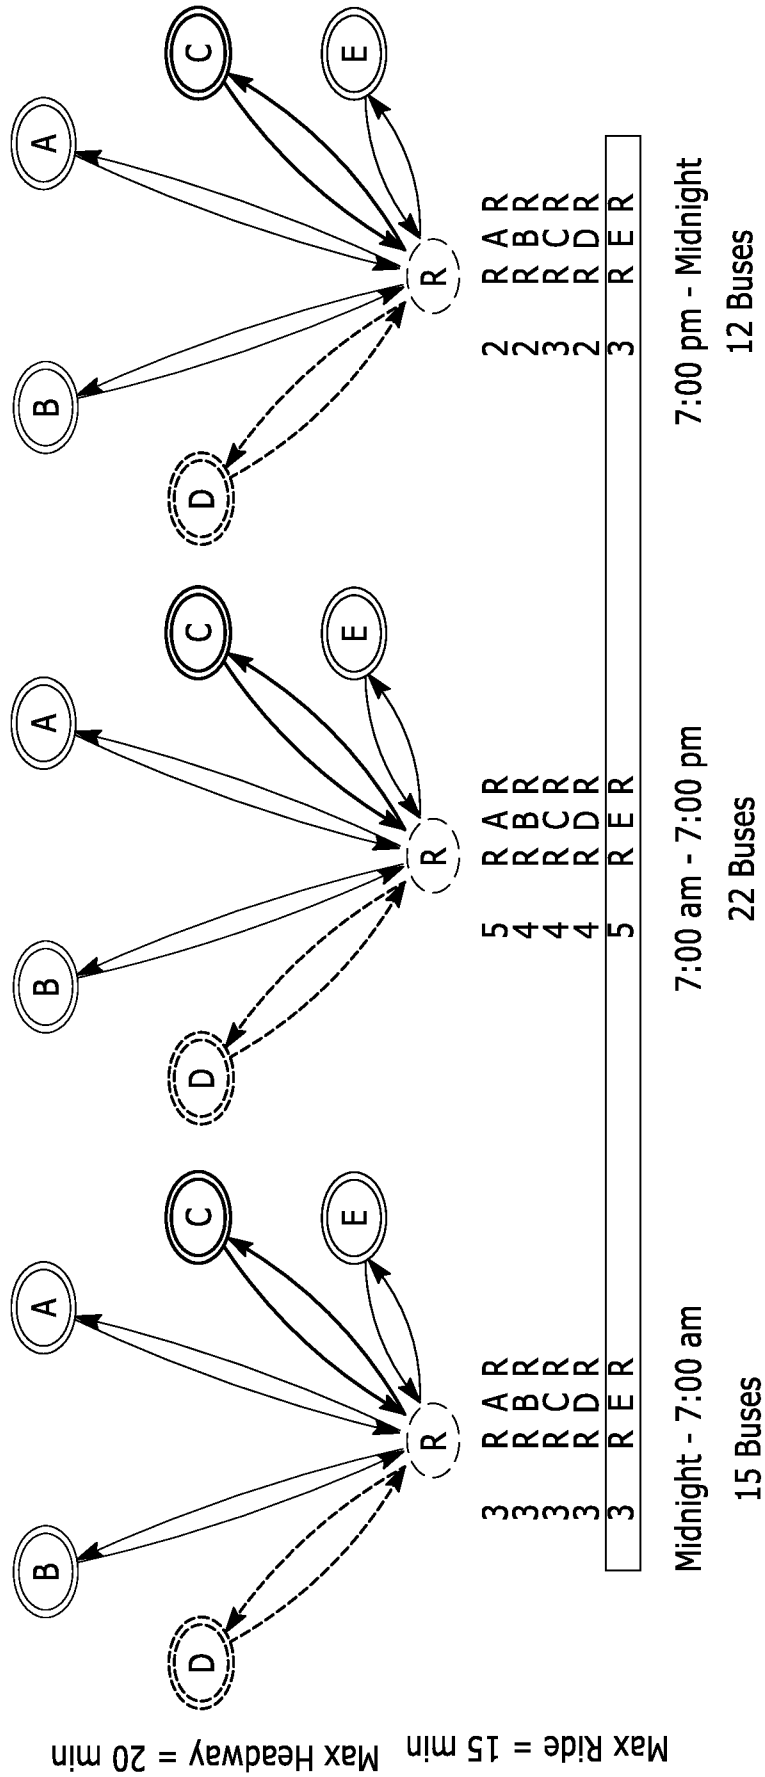 Max Headway = 20 min
Max Ride = 15 min
B
A
D
C
E
R
3 R A R
3 R B R
3 R C R
3 R D R
3 R E R
Midnight - 7:00 am
15 Buses
B
A
D
C
E
R
5 R A R
4 R B R
4 R C R
4 R D R
5 R E R
7:00 am - 7:00 pm
22 Buses
B
A
D
C
E
R
2 R A R
2 R B R
3 R C R
2 R D R
3 R E R
7:00 pm - Midnight
12 Buses